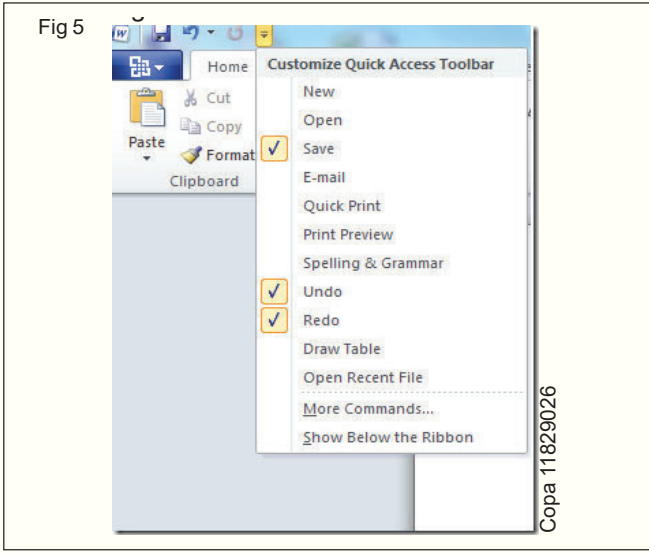 Fig 5
W
Home
Customize Quick Access Toolbar
Cut
Copy
Paste
Format
Clipboard
New
Open
Save
E-mail
Quick Print
Print Preview
Spelling & Grammar
Undo
Redo
Draw Table
Open Recent File
More Commands...
Show Below the Ribbon
Copa 11829026